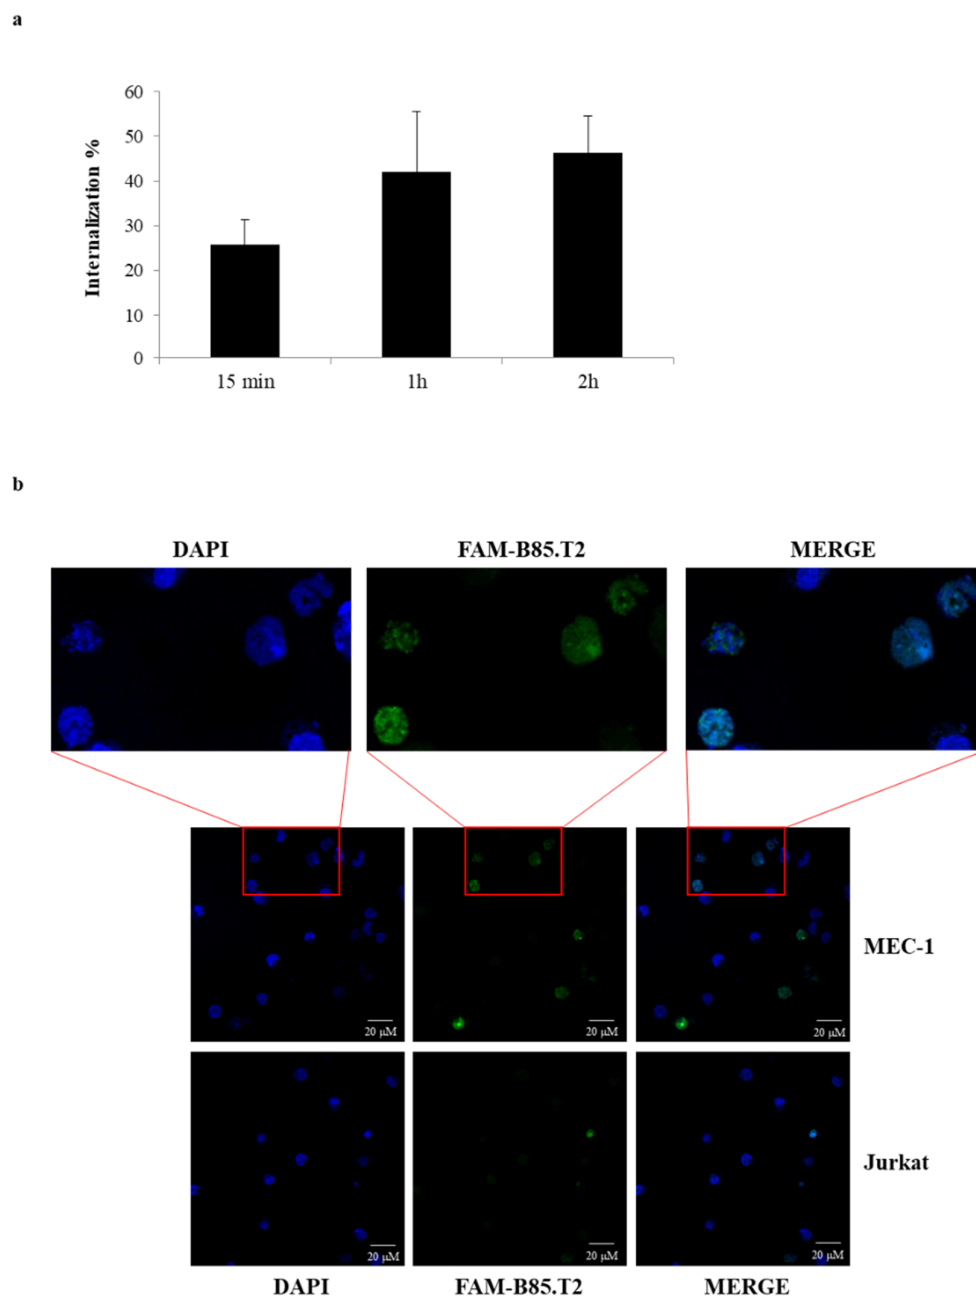 a
60
50
40
30
20
10
0
Internalization %
15 min 1h 2h
b
DAPI FAM-B85.T2 MERGE
MEC-1
20 μM 20 μM 20 μM
Jurkat
20 μM 20 μM 20 μM
DAPI FAM-B85.T2 MERGE